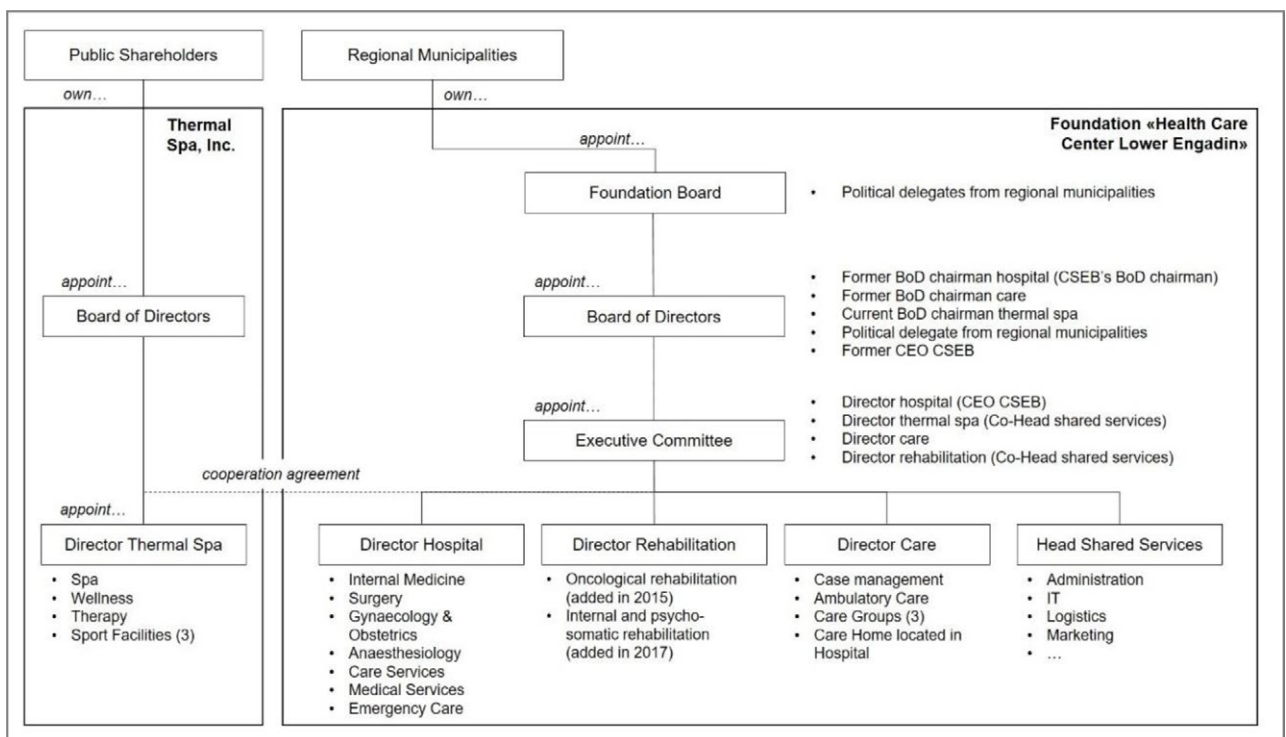 Public Shareholders
Regional Municipalities
own…
own…
Thermal
Spa, Inc.
Foundation «Health Care
Center Lower Engadin»
appoint…
Foundation Board
• Political delegates from regional municipalities
appoint…
Board of Directors
appoint…
Board of Directors
• Former BoD chairman hospital (CSEB’s BoD chairman)
• Former BoD chairman care
• Current BoD chairman thermal spa
• Political delegate from regional municipalities
• Former CEO CSEB
appoint…
Executive Committee
• Director hospital (CEO CSEB)
• Director thermal spa (Co-Head shared services)
• Director care
• Director rehabilitation (Co-Head shared services)
cooperation agreement
appoint…
Director Thermal Spa
• Spa
• Wellness
• Therapy
• Sport Facilities (3)
Director Hospital
• Internal Medicine
• Surgery
• Gynaecology &
Obstetrics
• Anaesthesiology
• Care Services
• Medical Services
• Emergency Care
Director Rehabilitation
• Oncological rehabilitation
(added in 2015)
• Internal and psycho-
somatic rehabilitation
(added in 2017)
Director Care
• Case management
• Ambulatory Care
• Care Groups (3)
• Care Home located in
Hospital
Head Shared Services
• Administration
• IT
• Logistics
• Marketing
• …